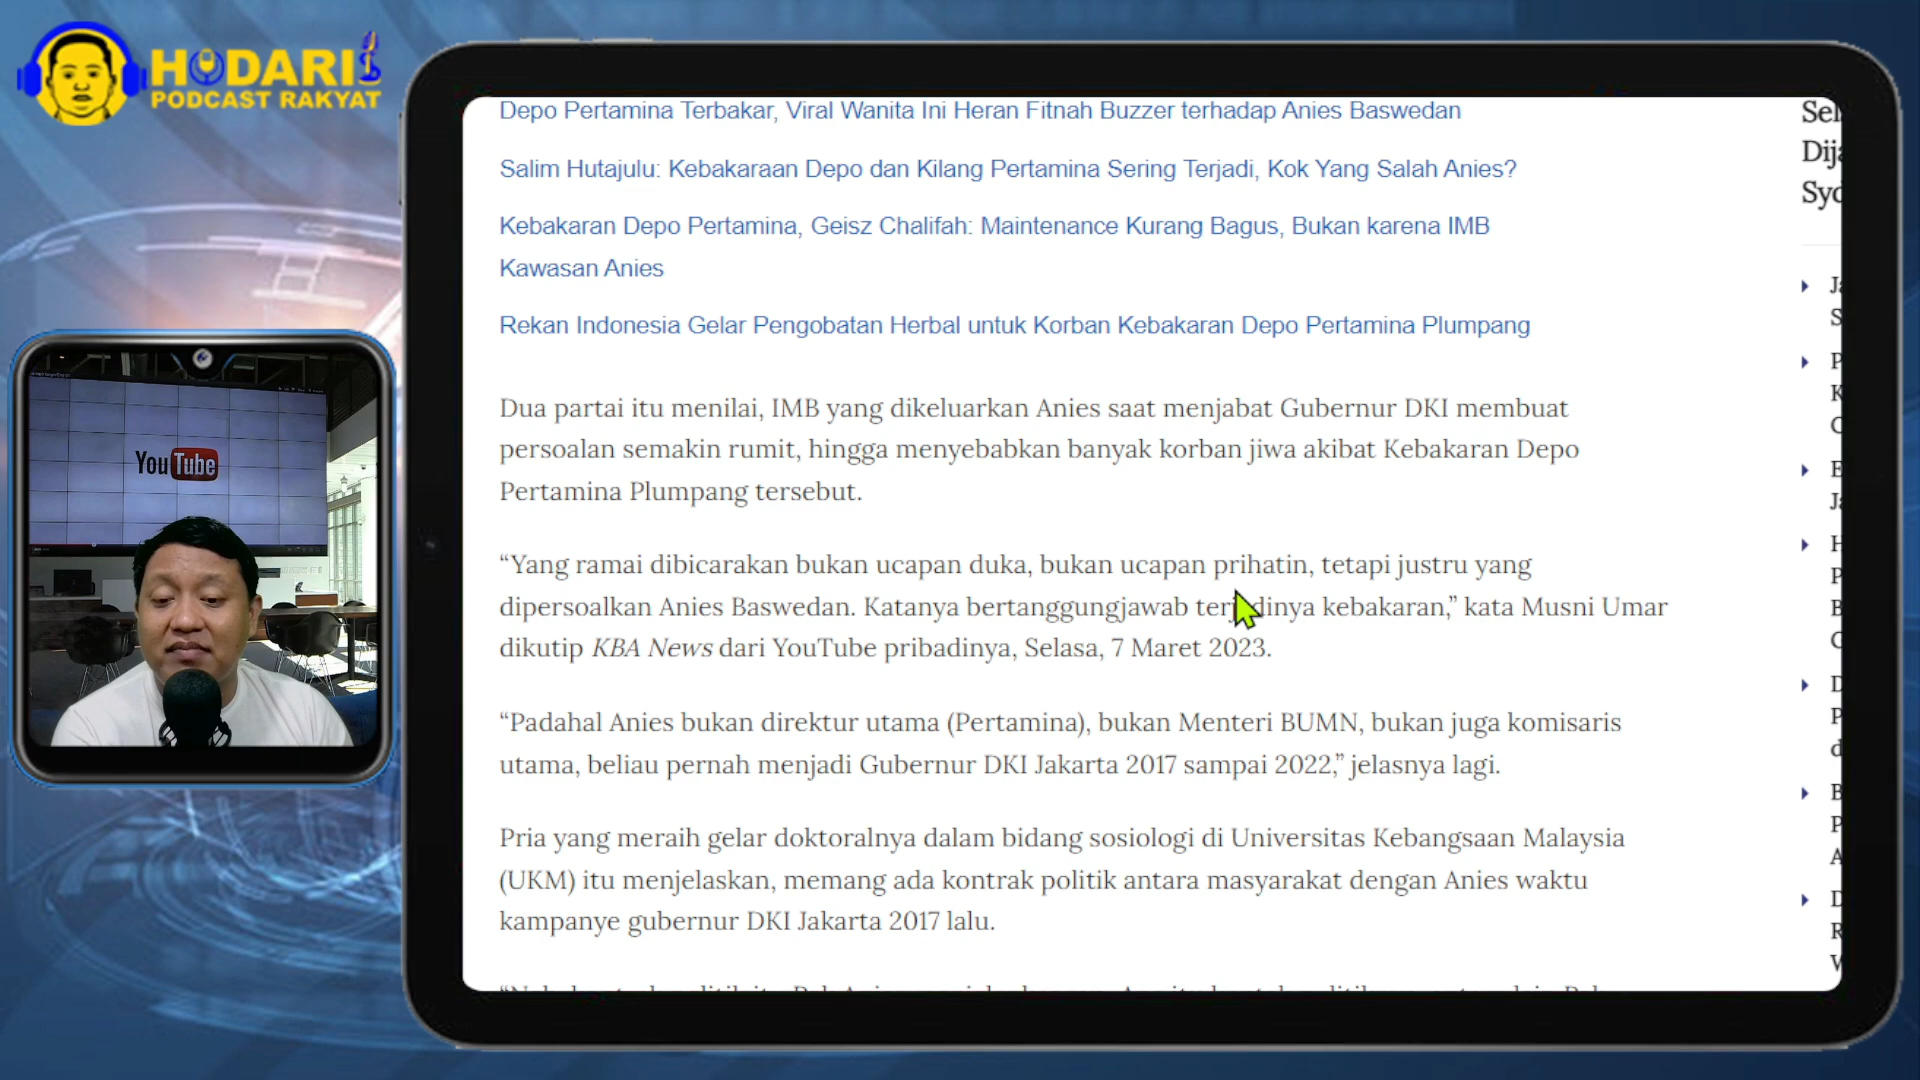 HODARI
PODCAST RAKYAT
YouTube
Depo Pertamina Terbakar, Viral Wanita Ini Heran Fitnah Buzzer terhadap Anies Baswedan
Salim Hutajulu: Kebakaraan Depo dan Kilang Pertamina Sering Terjadi, Kok Yang Salah Anies?
Kebakaran Depo Pertamina, Geisz Chalifah: Maintenance Kurang Bagus, Bukan karena IMB
Kawasan Anies
Rekan Indonesia Gelar Pengobatan Herbal untuk Korban Kebakaran Depo Pertamina Plumpang
Dua partai itu menilai, IMB yang dikeluarkan Anies saat menjabat Gubernur DKI membuat
persoalan semakin rumit, hingga menyebabkan banyak korban jiwa akibat Kebakaran Depo
Pertamina Plumpang tersebut.
“Yang ramai dibicarakan bukan ucapan duka, bukan ucapan prihatin, tetapi justru yang
dipersoalkan Anies Baswedan. Katanya bertanggungjawab terjadinya kebakaran,” kata Musni Umar
dikutip KBA News dari YouTube pribadinya, Selasa, 7 Maret 2023.
“Padahal Anies bukan direktur utama (Pertamina), bukan Menteri BUMN, bukan juga komisaris
utama, beliau pernah menjadi Gubernur DKI Jakarta 2017 sampai 2022,” jelasnya lagi.
Pria yang meraih gelar doktoralnya dalam bidang sosiologi di Universitas Kebangsaan Malaysia
(UKM) itu menjelaskan, memang ada kontrak politik antara masyarakat dengan Anies waktu
kampanye gubernur DKI Jakarta 2017 lalu.